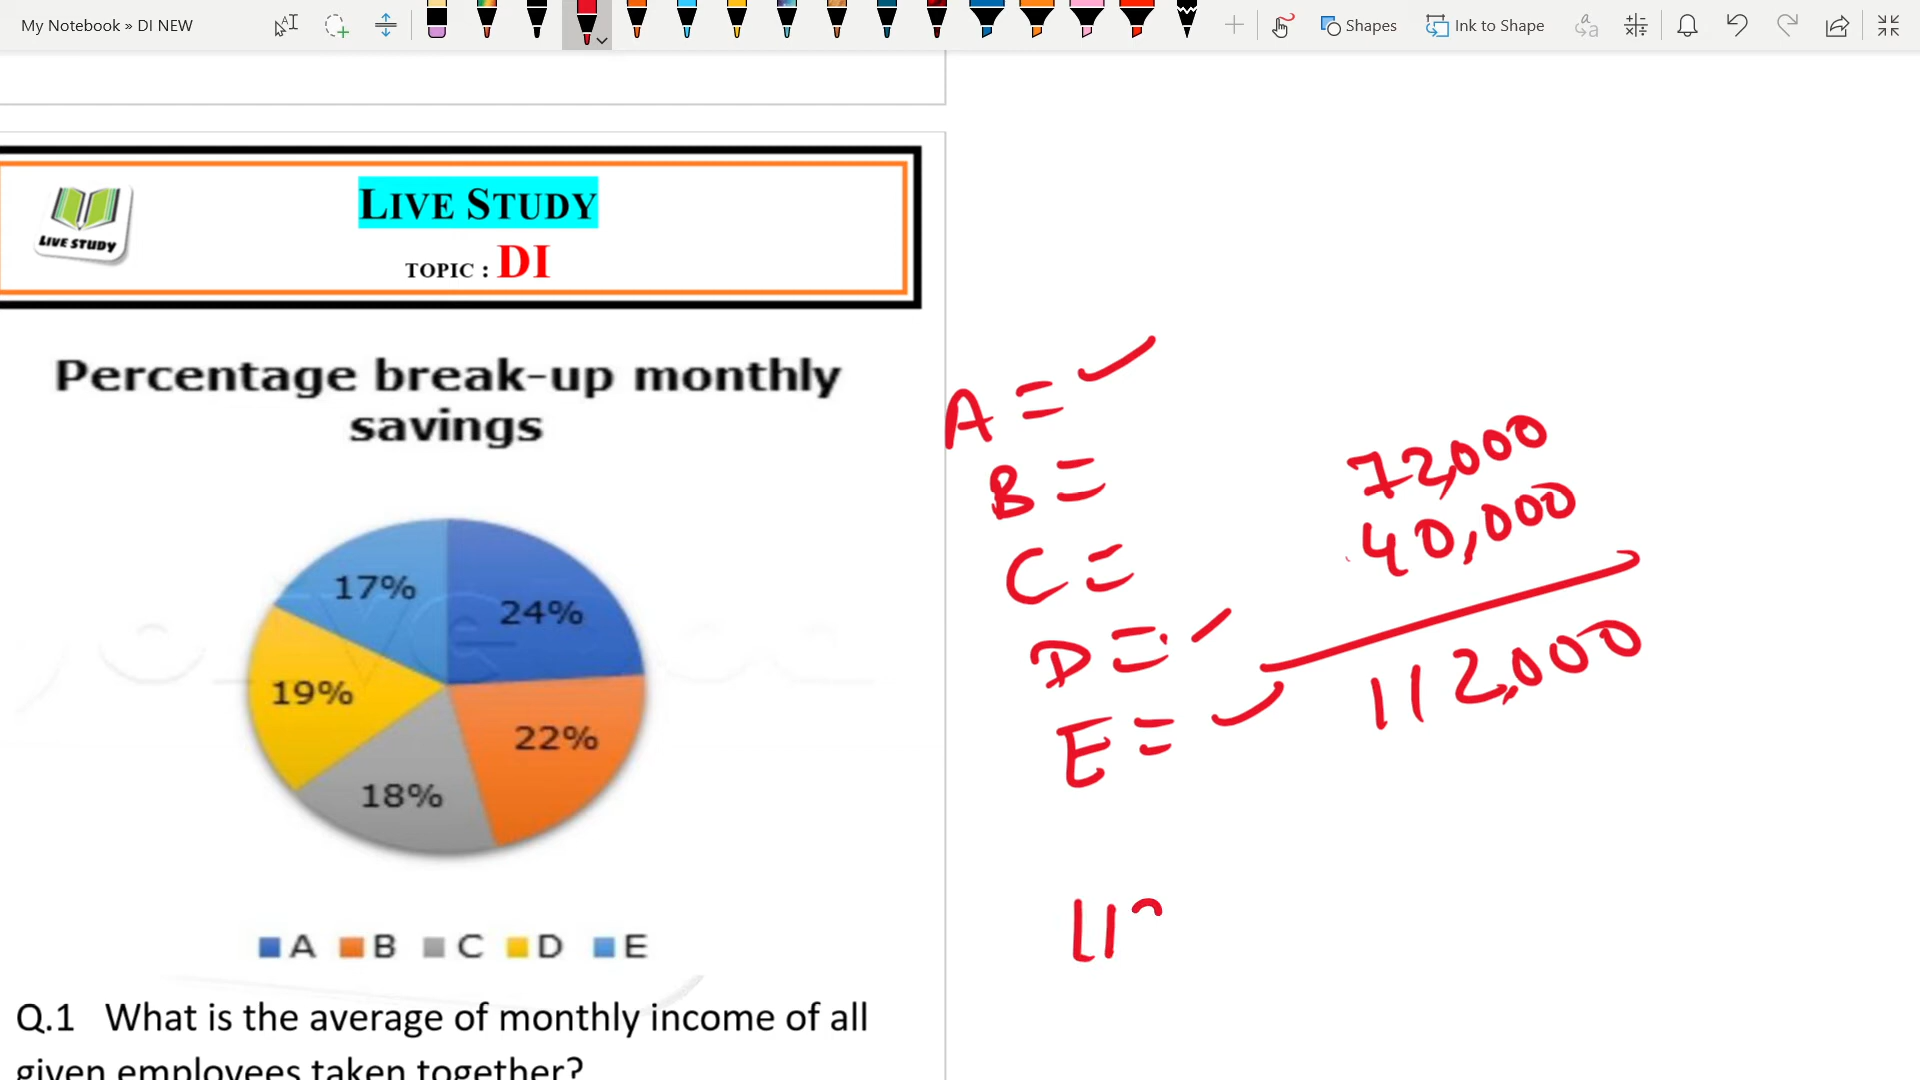 My Notebook » DI NEW
Shapes
Ink to Shape
LIVE STUDY
LIVE STUDY
TOPIC : DI
Percentage break-up monthly
savings
17%
24%
19%
22%
18%
A B C D E
Q.1 What is the average of monthly income of all
given employees taken together?
A =
B =
C =
D =
E =
72,000
40,000
112,000
11